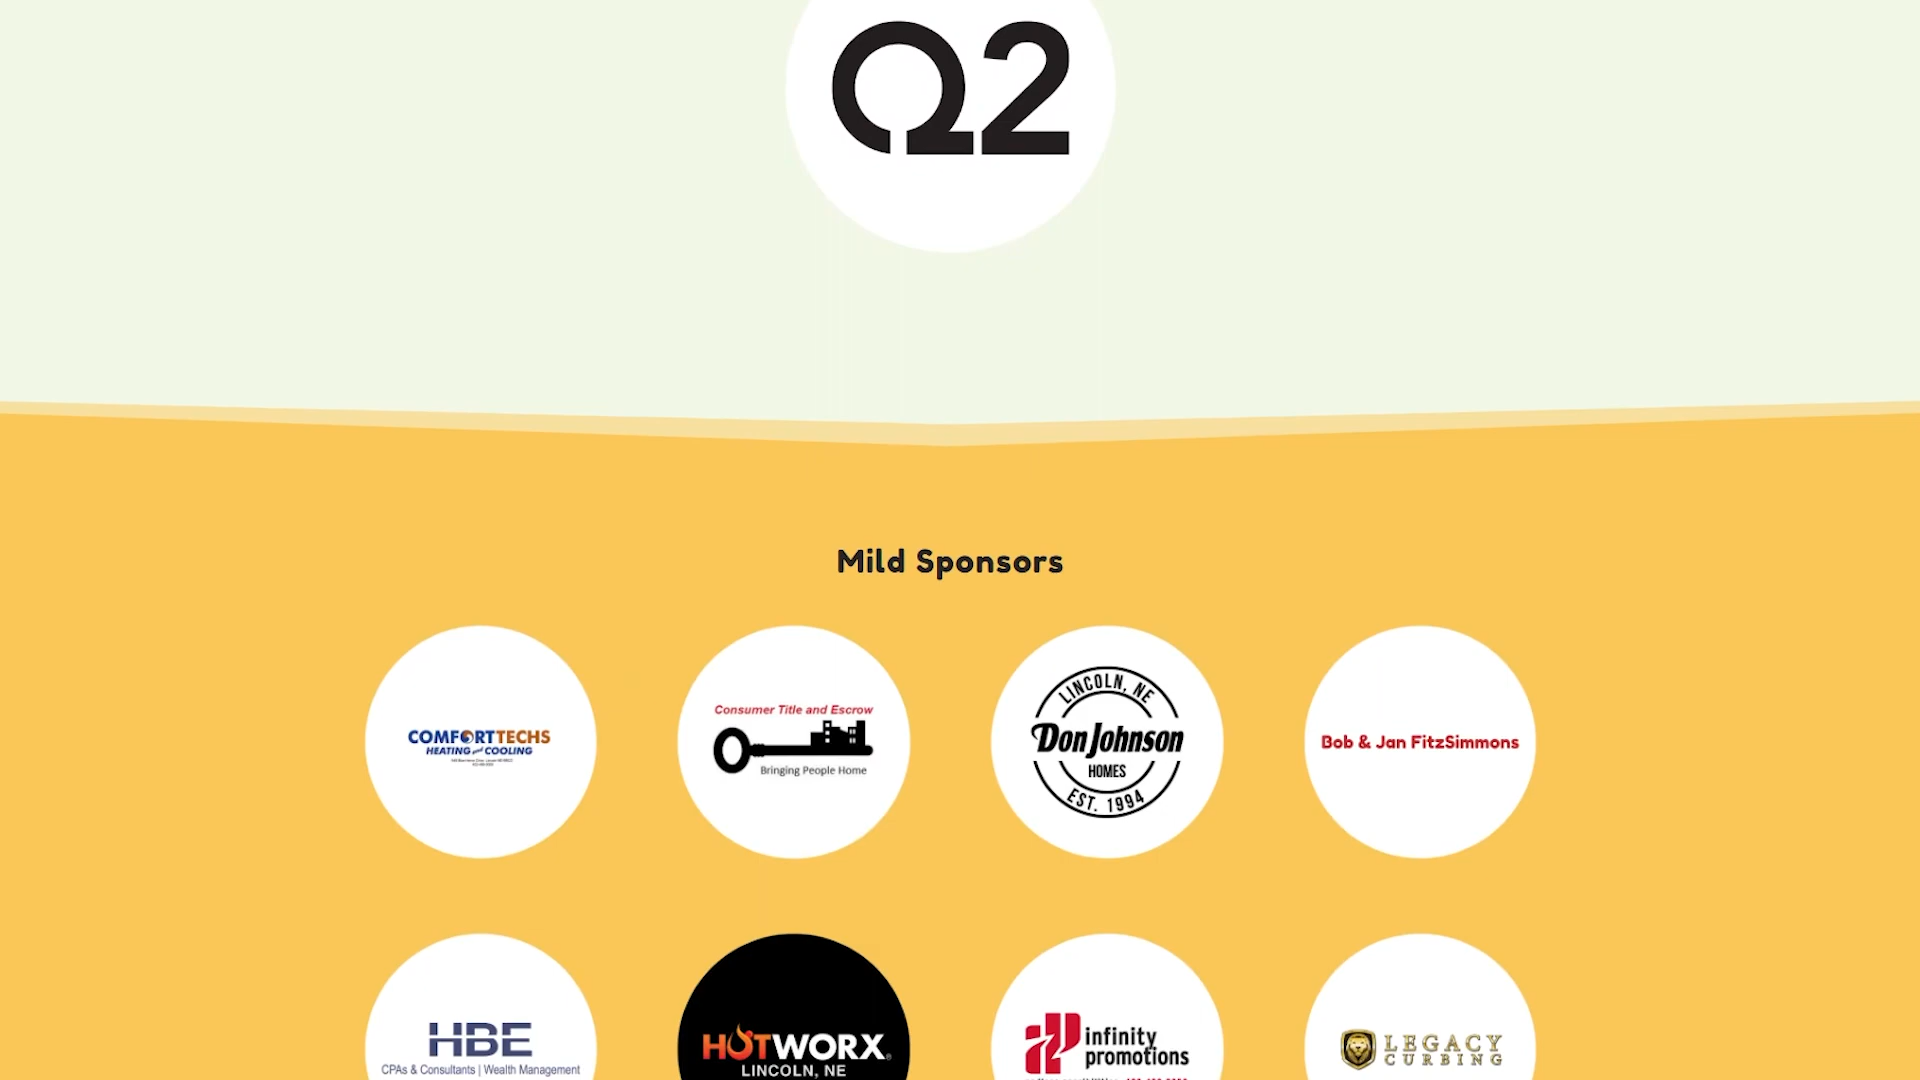 Q2
Mild Sponsors
COMFORTTECHS
HEATING and COOLING
Consumer Title and Escrow
Bringing People Home
LINCOLN, NE
Don Johnson
HOMES
EST. 1994
Bob & Jan FitzSimmons
HBE
CPAs & Consultants | Wealth Management
HOTWORX®
LINCOLN, NE
infinity
promotions
LEGACY
CURBING